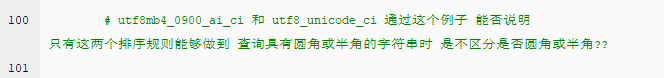 100 # utf8mb4_0900_ai_ci 和 utf8_unicode_ci 通过这个例子 能否说明
只有这两个排序规则能够做到 查询具有圆角或半角的字符串时 是不区分是否圆角或半角??
101